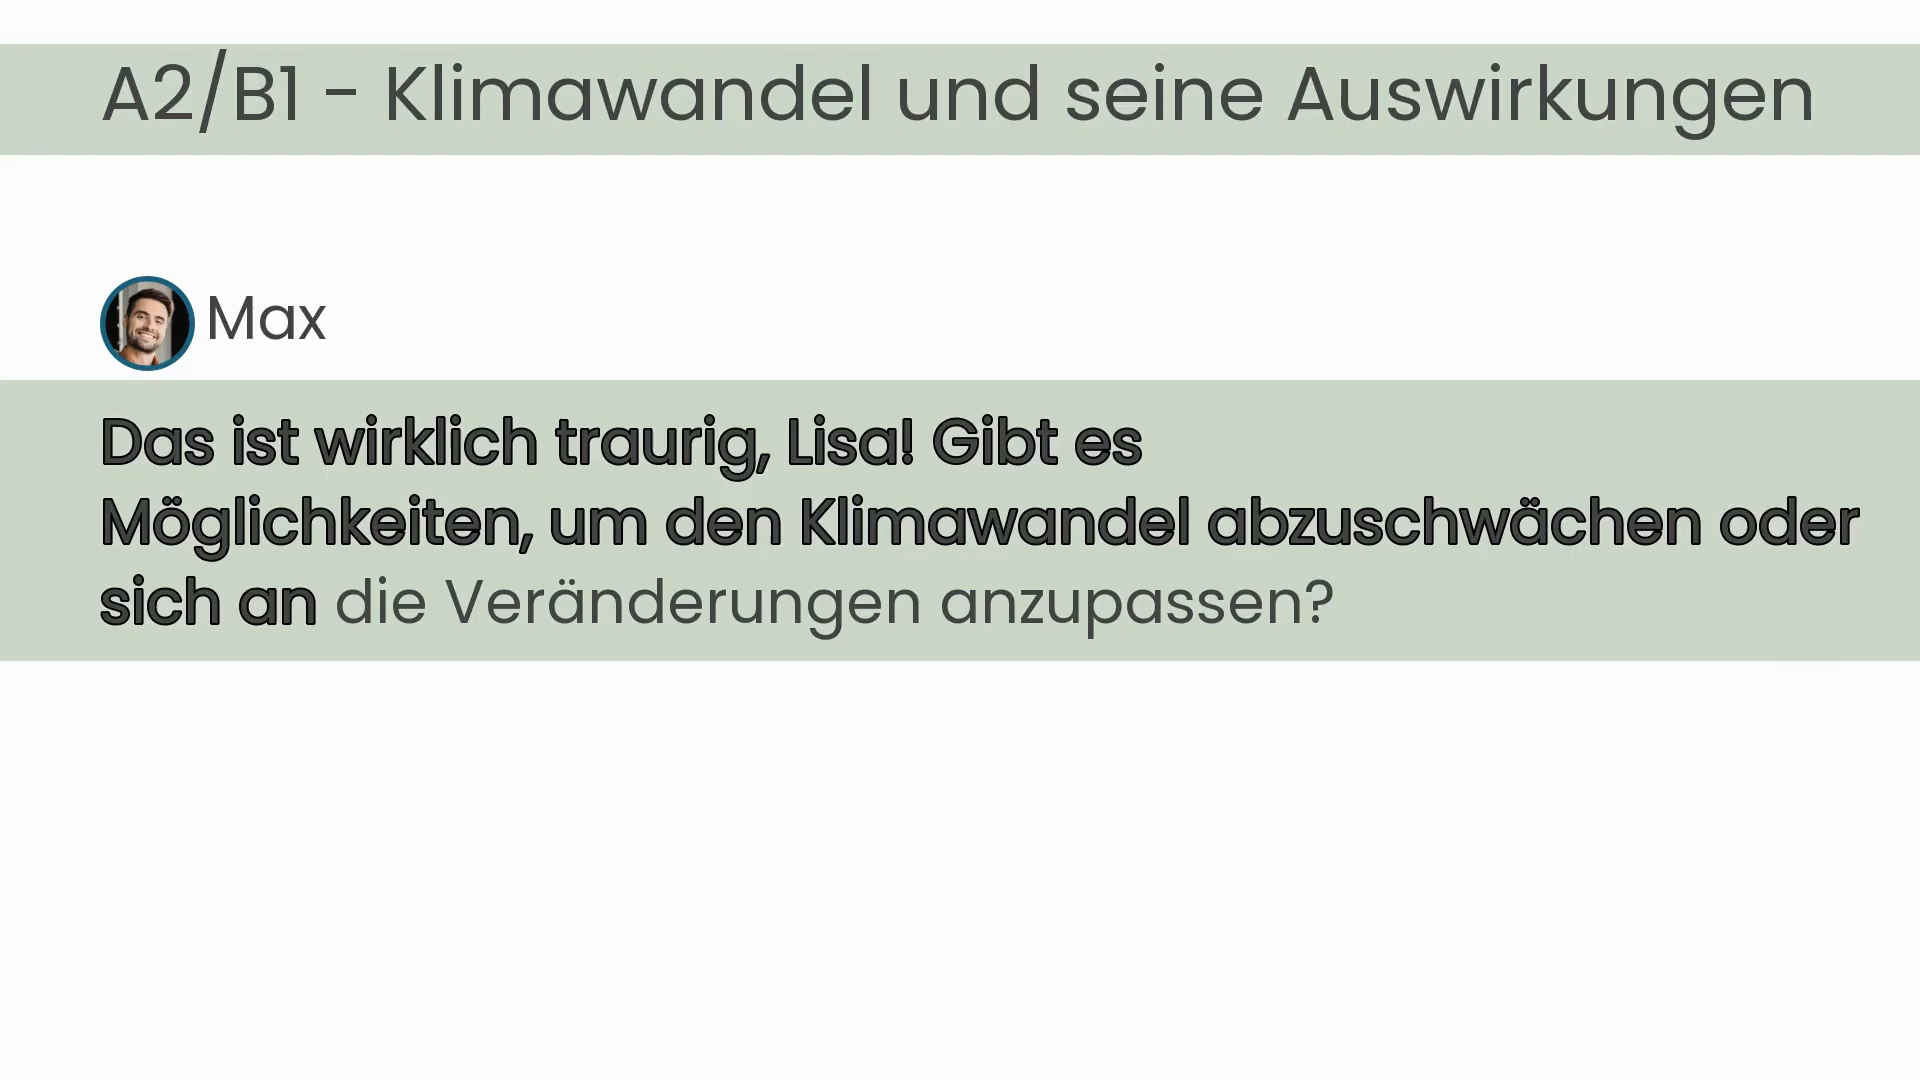 A2/B1 - Klimawandel und seine Auswirkungen
Max
Das ist wirklich traurig, Lisa! Gibt es
Möglichkeiten, um den Klimawandel abzuschwächen oder
sich an die Veränderungen anzupassen?